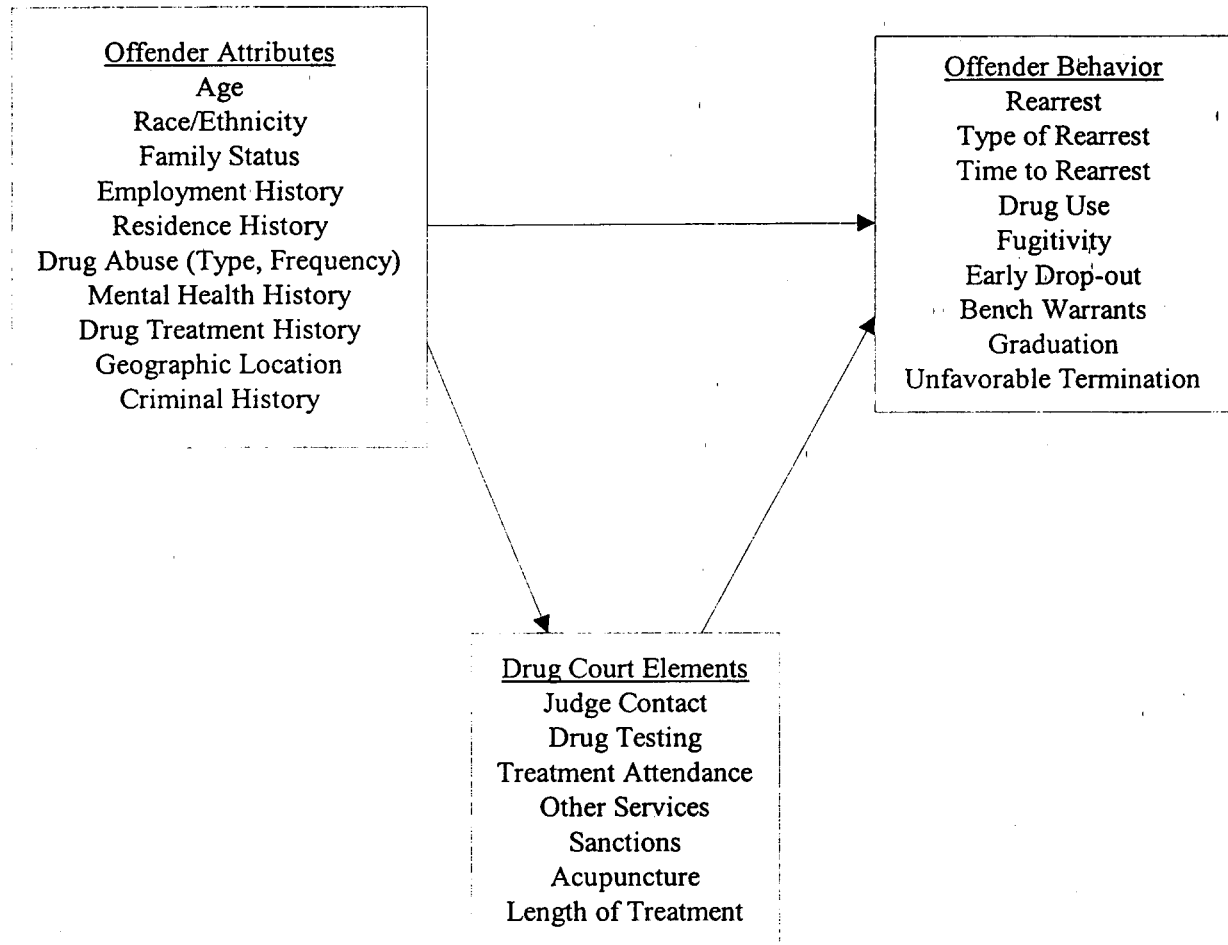 Offender Attributes
Age
Race/Ethnicity
Family Status
Employment History
Residence History
Drug Abuse (Type, Frequency)
Mental Health History
Drug Treatment History
Geographic Location
Criminal History
Offender Behavior
Rearrest
Type of Rearrest
Time to Rearrest
Drug Use
Fugitivity
Early Drop-out
Bench Warrants
Graduation
Unfavorable Termination
Drug Court Elements
Judge Contact
Drug Testing
Treatment Attendance
Other Services
Sanctions
Acupuncture
Length of Treatment